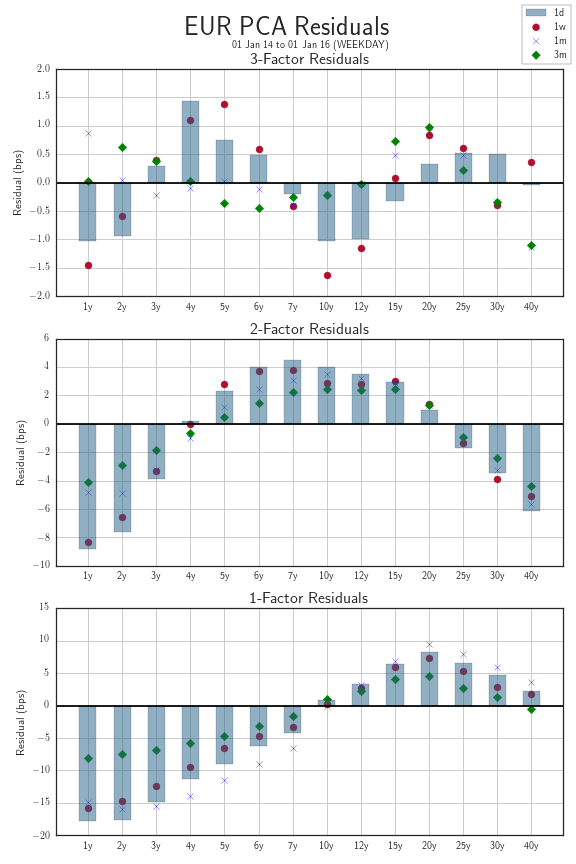 EUR PCA Residuals
01 Jan 14 to 01 Jan 16 (WEEKDAY)
1d
1w
1m
3m
3-Factor Residuals
Residual (bps)
2.0
1.5
1.0
0.5
0.0
−0.5
−1.0
−1.5
−2.0
1y 2y 3y 4y 5y 6y 7y 10y 12y 15y 20y 25y 30y 40y
2-Factor Residuals
Residual (bps)
6
4
2
0
−2
−4
−6
−8
−10
1y 2y 3y 4y 5y 6y 7y 10y 12y 15y 20y 25y 30y 40y
1-Factor Residuals
Residual (bps)
15
10
5
0
−5
−10
−15
−20
1y 2y 3y 4y 5y 6y 7y 10y 12y 15y 20y 25y 30y 40y